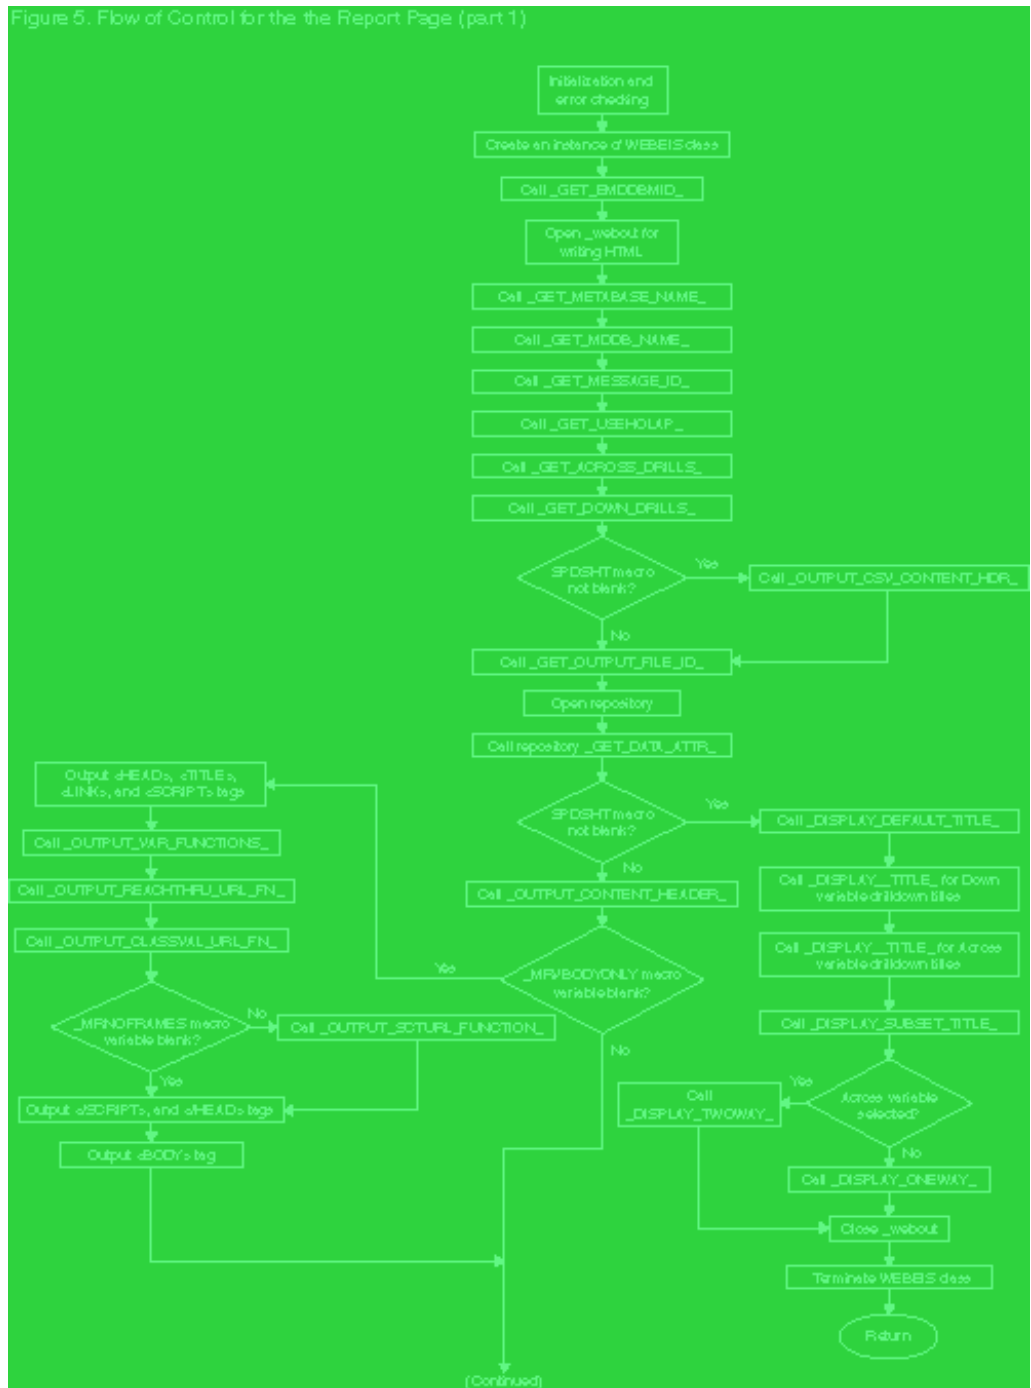 Figure 5. Flow of Control for the the Report Page (part 1)
Initialization and
error checking
Create an instance of WEBEIS class
Call _GET_EMDDBMID_
Open _webout for
writing HTML
Call _GET_METABASE_NAME_
Call _GET_MDDB_NAME_
Call _GET_MESSAGE_ID_
Call _GET_USEHOLAP_
Call _GET_ACROSS_DRILLS_
Call _GET_DOWN_DRILLS_
SPDSHT macro
not blank?
Yes
Call _OUTPUT_CSV_CONTENT_HDR_
No
Call _GET_OUTPUT_FILE_ID_
Open repository
Call repository _GET_DATA_ATTR_
SPDSHT macro
not blank?
Yes
No
Call _OUTPUT_CONTENT_HEADER_
_MRVBODYONLY macro
variable blank?
Yes
No
Output <HEAD>, <TITLE>,
<LINK>, and <SCRIPT> tags
Call _OUTPUT_VAR_FUNCTIONS_
Call _OUTPUT_REACHTHRU_URL_FN_
Call _OUTPUT_CLASSVAL_URL_FN_
_MRNOFRAMES macro
variable blank?
No
Call _OUTPUT_SCTURL_FUNCTION_
Yes
Output </SCRIPT>, and </HEAD> tags
Output <BODY> tag
Call _DISPLAY_DEFAULT_TITLE_
Call _DISPLAY__TITLE_ for Down
variable drilldown titles
Call _DISPLAY__TITLE_ for Across
variable drilldown titles
Call _DISPLAY_SUBSET_TITLE_
Across variable
selected?
Yes
Call
_DISPLAY_TWOWAY_
No
Call _DISPLAY_ONEWAY_
Close _webout
Terminate WEBEIS class
Return
(Continued)